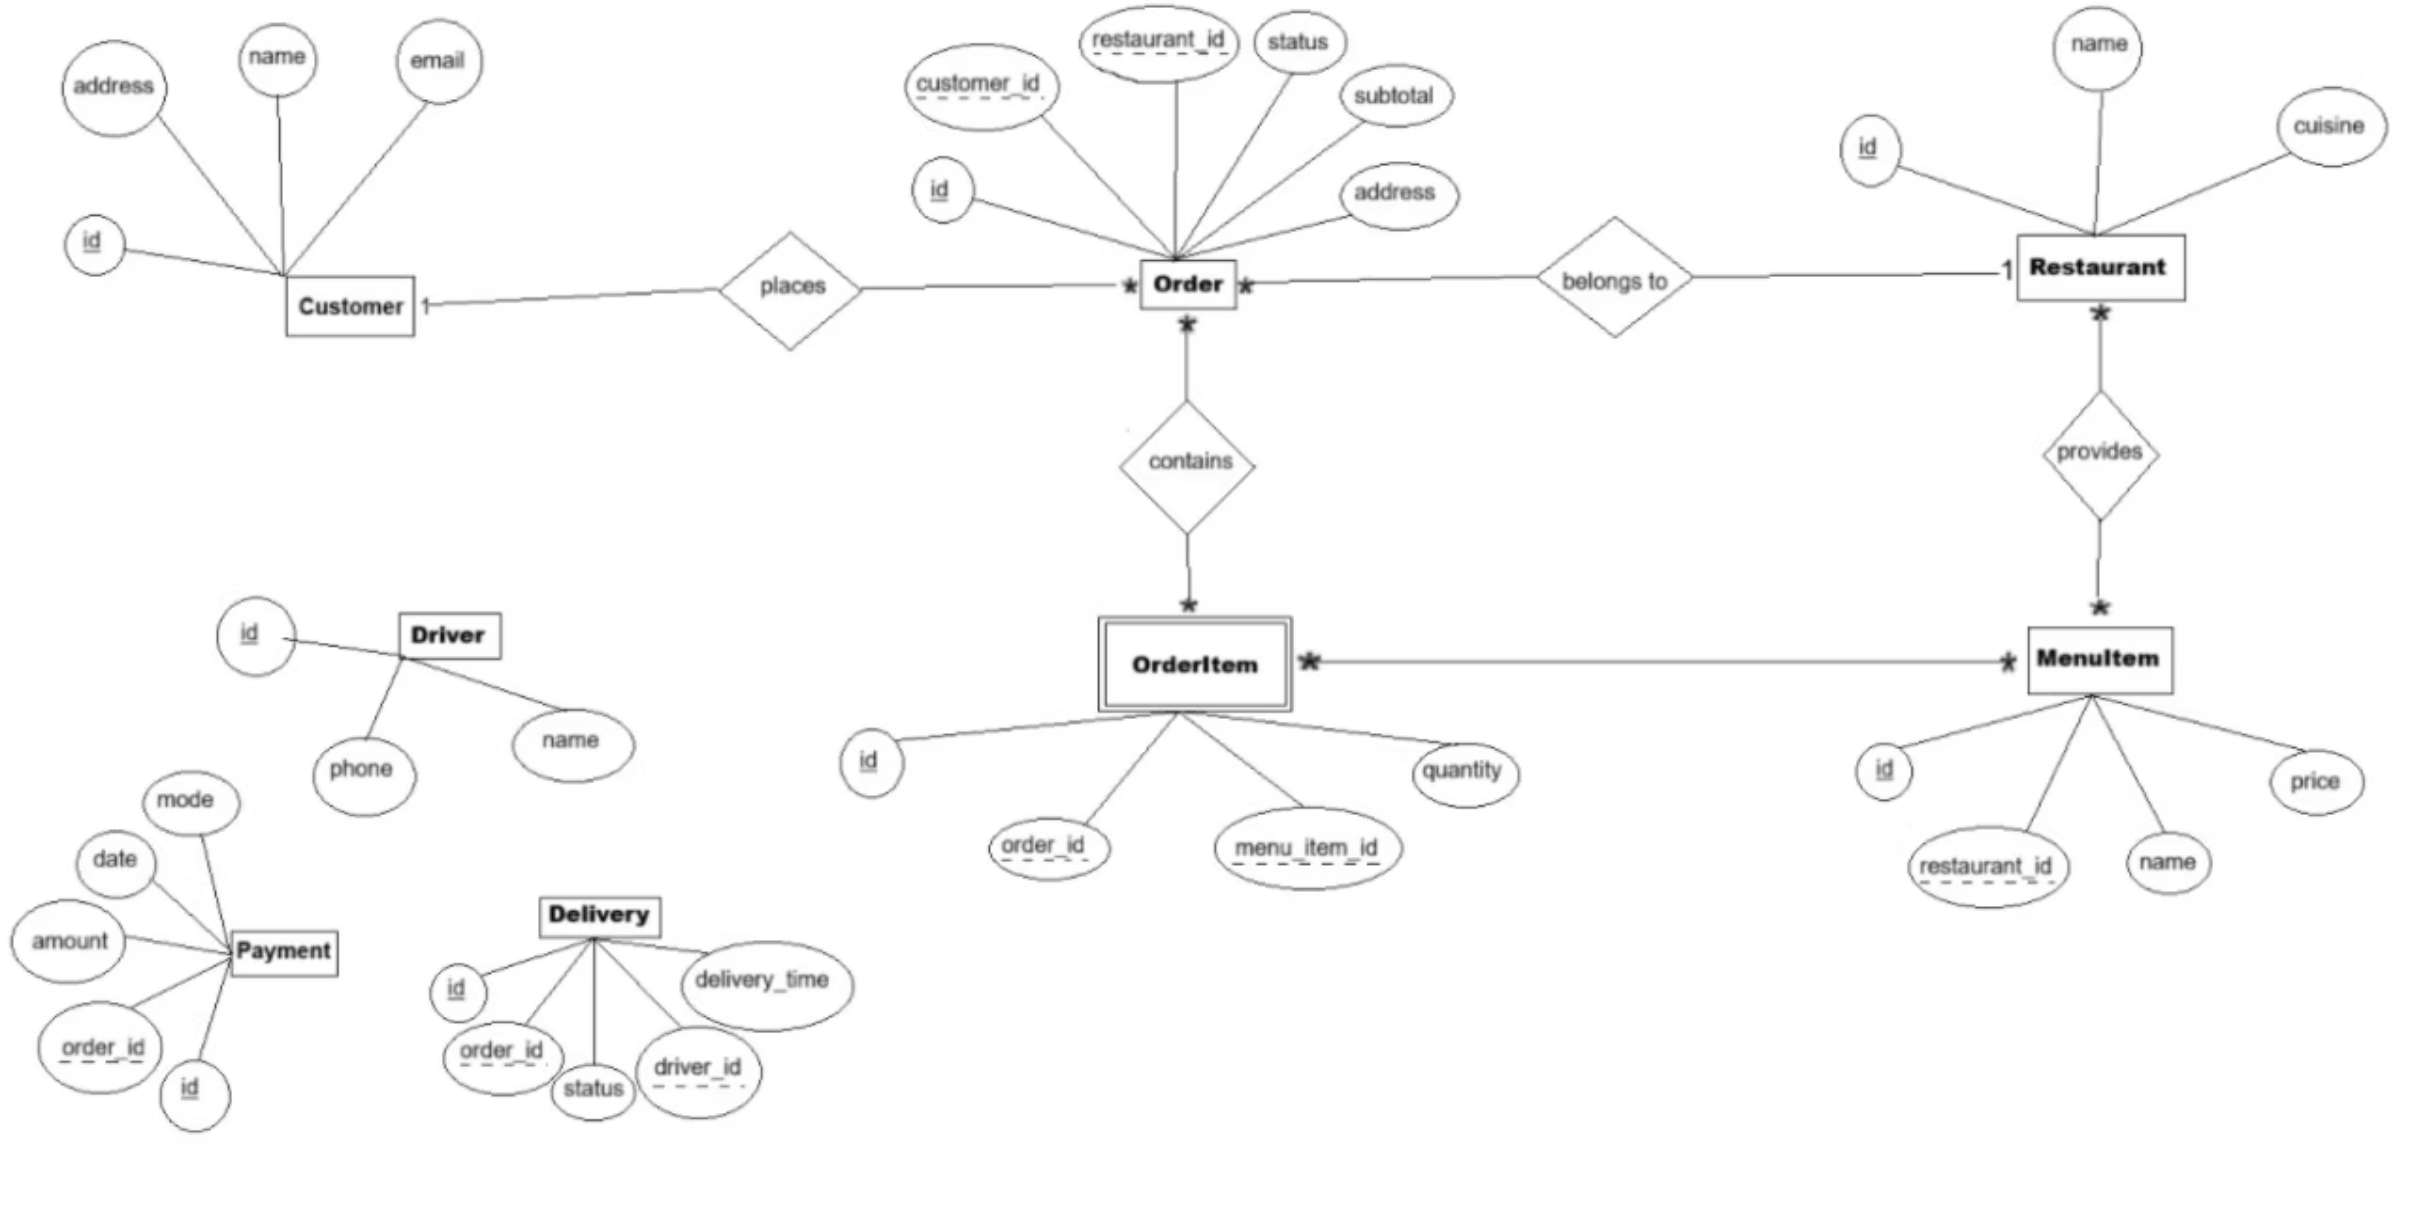 address
name
email
id
Customer
1
places
*
customer_id
restaurant_id
status
subtotal
id
address
Order
*
belongs to
1
id
name
cuisine
Restaurant
*
provides
*
*
contains
*
OrderItem
*
*
MenuItem
id
order_id
menu_item_id
quantity
id
restaurant_id
name
price
id
Driver
phone
name
mode
date
amount
Payment
order_id
id
Delivery
id
order_id
status
driver_id
delivery_time